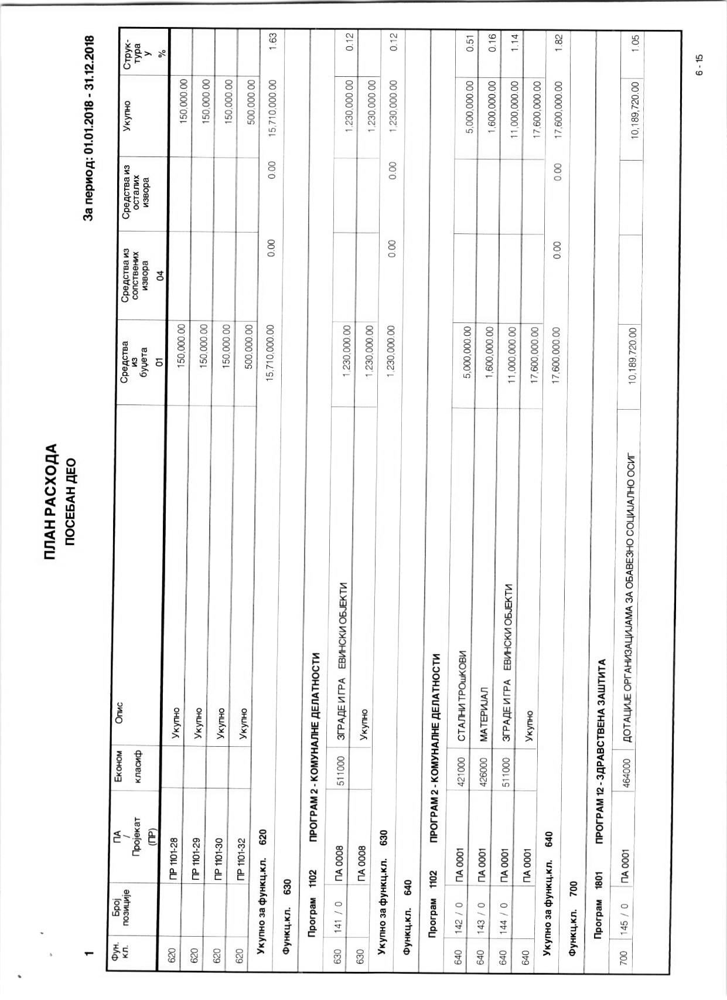 ПЛАН РАСХОДА
ПОСЕБАН ДЕО
1 За период: 01.01.2018 - 31.12.2018
Фун. кл. | Број позиције | ПА / Пројекат (ПР) | Економ класиф | Опис | Средства из буџета 01 | Средства из сопствених извора 04 | Средства из осталих извора | Укупно | Струк- тура у %
620 ПР 1101-28 Укупно 150,000.00 150,000.00
620 ПР 1101-29 Укупно 150,000.00 150,000.00
620 ПР 1101-30 Укупно 150,000.00 150,000.00
620 ПР 1101-32 Укупно 500,000.00 500,000.00
Укупно за функц.кл. 620 15,710,000.00 0.00 0.00 15,710,000.00 1.63
Функц.кл. 630
Програм 1102 ПРОГРАМ 2 - КОМУНАЛНЕ ДЕЛАТНОСТИ
630 141 / 0 ПА 0008 511000 ЗГРАДЕ И ГРА ЕВИНСКИ ОБЈЕКТИ 1,230,000.00 1,230,000.00 0.12
630 ПА 0008 Укупно 1,230,000.00 1,230,000.00
Укупно за функц.кл. 630 1,230,000.00 0.00 0.00 1,230,000.00 0.12
Функц.кл. 640
Програм 1102 ПРОГРАМ 2 - КОМУНАЛНЕ ДЕЛАТНОСТИ
640 142 / 0 ПА 0001 421000 СТАЛНИ ТРОшКОВИ 5,000,000.00 5,000,000.00 0.51
640 143 / 0 ПА 0001 426000 МАТЕРИЈАЛ 1,600,000.00 1,600,000.00 0.16
640 144 / 0 ПА 0001 511000 ЗГРАДЕ И ГРА ЕВИНСКИ ОБЈЕКТИ 11,000,000.00 11,000,000.00 1.14
640 ПА 0001 Укупно 17,600,000.00 17,600,000.00
Укупно за функц.кл. 640 17,600,000.00 0.00 0.00 17,600,000.00 1.82
Функц.кл. 700
Програм 1801 ПРОГРАМ 12 - ЗДРАВСТВЕНА ЗАШТИТА
700 145 / 0 ПА 0001 464000 ДОТАЦИЈЕ ОРГАНИЗАЦИЈАМА ЗА ОБАВЕЗНО СОЦИЈАЛНО ОСИГ 10,189,720.00 10,189,720.00 1.05
6 - 15